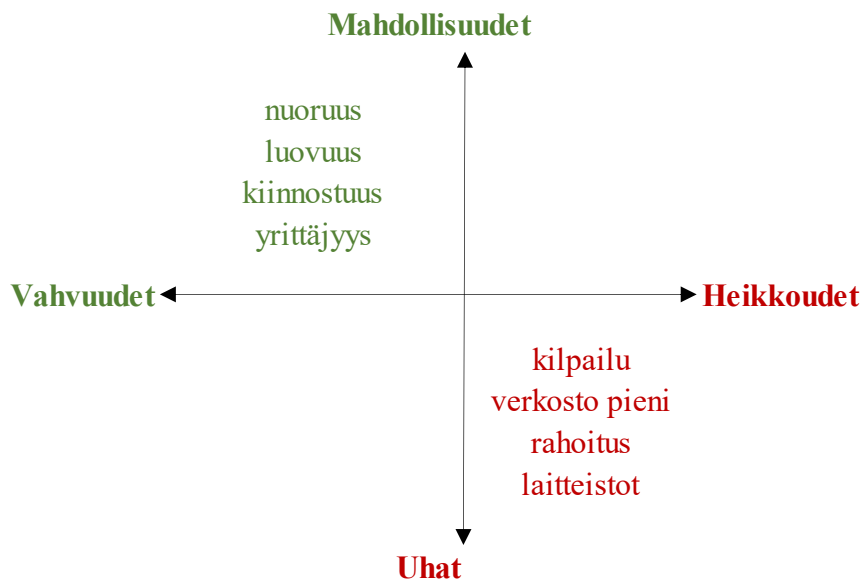 Mahdollisuudet
nuoruus
luovuus
kiinnostuus
yrittäjyys
Vahvuudet
Heikkoudet
kilpailu
verkosto pieni
rahoitus
laitteistot
Uhat